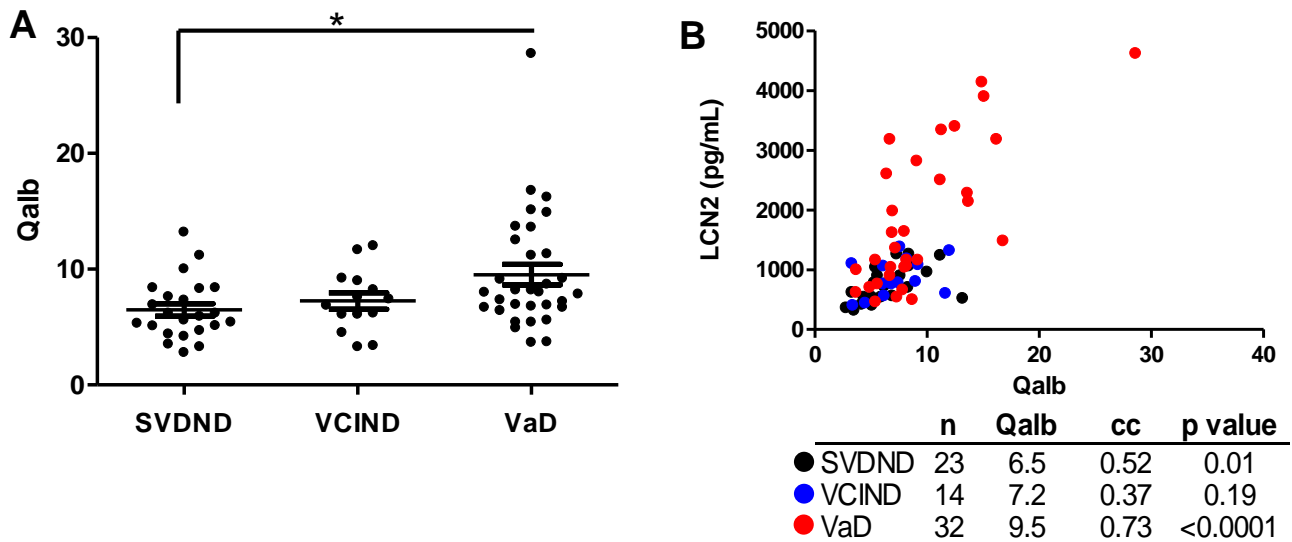 A
*
30
20
10
0
Qalb
SVDND VCIND VaD
B
5000
4000
3000
2000
1000
0
LCN2 (pg/mL)
0 10 20 30 40
Qalb
n Qalb cc p value
SVDND 23 6.5 0.52 0.01
VCIND 14 7.2 0.37 0.19
VaD 32 9.5 0.73 <0.0001